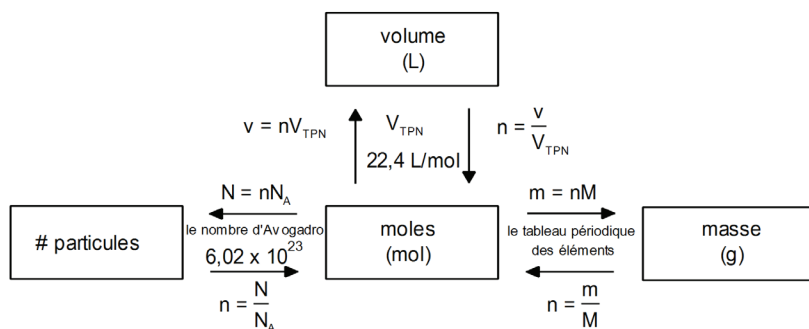 volume
(L)
v = nV_TPN
V_TPN
22,4 L/mol
n = v/V_TPN
N = nN_A
m = nM
# particules
le nombre d'Avogadro
6,02 x 10^23
moles
(mol)
le tableau périodique
des éléments
masse
(g)
n = N/N_A
n = m/M